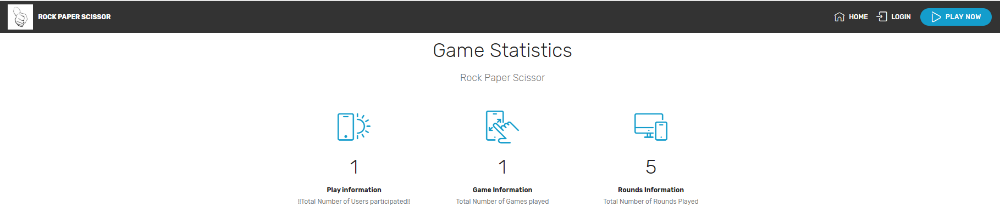 ROCK PAPER SCISSOR
HOME LOGIN PLAY NOW
Game Statistics
Rock Paper Scissor
1
1
5
Play information
Game Information
Rounds Information
!!Total Number of Users participated!!
Total Number of Games played
Total Number of Rounds Played